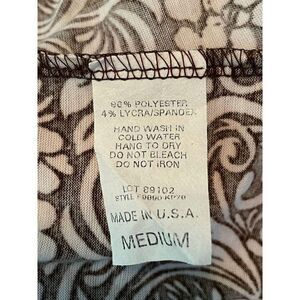 96% POLYESTER
4% LYCRA/SPANDEX
HAND WASH IN
COLD WATER
HANG TO DRY
DO NOT BLEACH
DO NOT IRON
LOT 89102
STYLE
MADE IN U.S.A.
MEDIUM